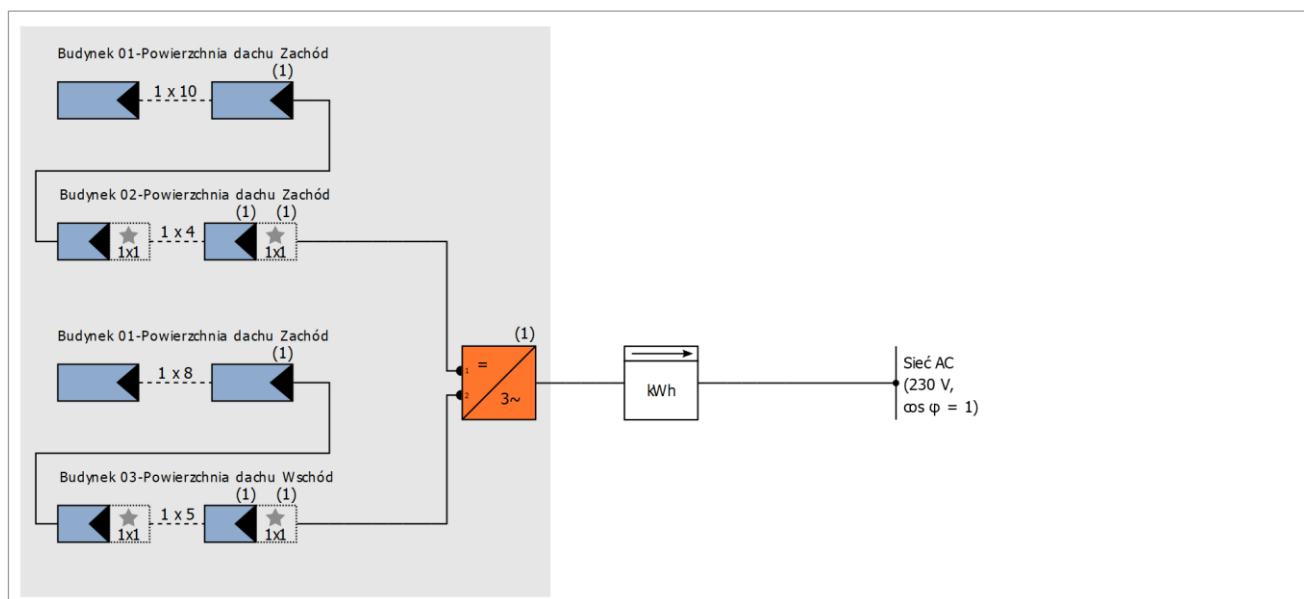 Budynek 01-Powierzchnia dachu Zachód
(1)
1 x 10
Budynek 02-Powierzchnia dachu Zachód
(1) (1)
1 x 4
1x1 1x1
Budynek 01-Powierzchnia dachu Zachód
(1)
1 x 8
Budynek 03-Powierzchnia dachu Wschód
(1) (1)
1 x 5
1x1 1x1
(1)
1 =
2 3~
kWh
Sieć AC
(230 V,
cos φ = 1)